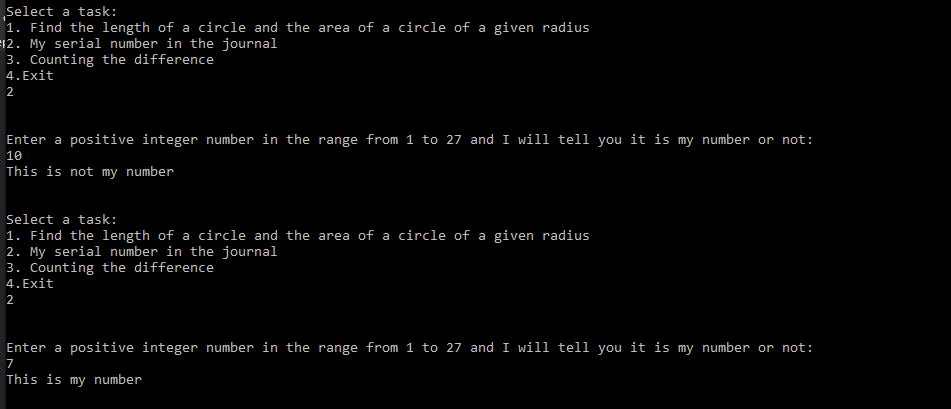 Select a task:
1. Find the length of a circle and the area of a circle of a given radius
2. My serial number in the journal
3. Counting the difference
4.Exit
2
Enter a positive integer number in the range from 1 to 27 and I will tell you it is my number or not:
10
This is not my number
Select a task:
1. Find the length of a circle and the area of a circle of a given radius
2. My serial number in the journal
3. Counting the difference
4.Exit
2
Enter a positive integer number in the range from 1 to 27 and I will tell you it is my number or not:
7
This is my number